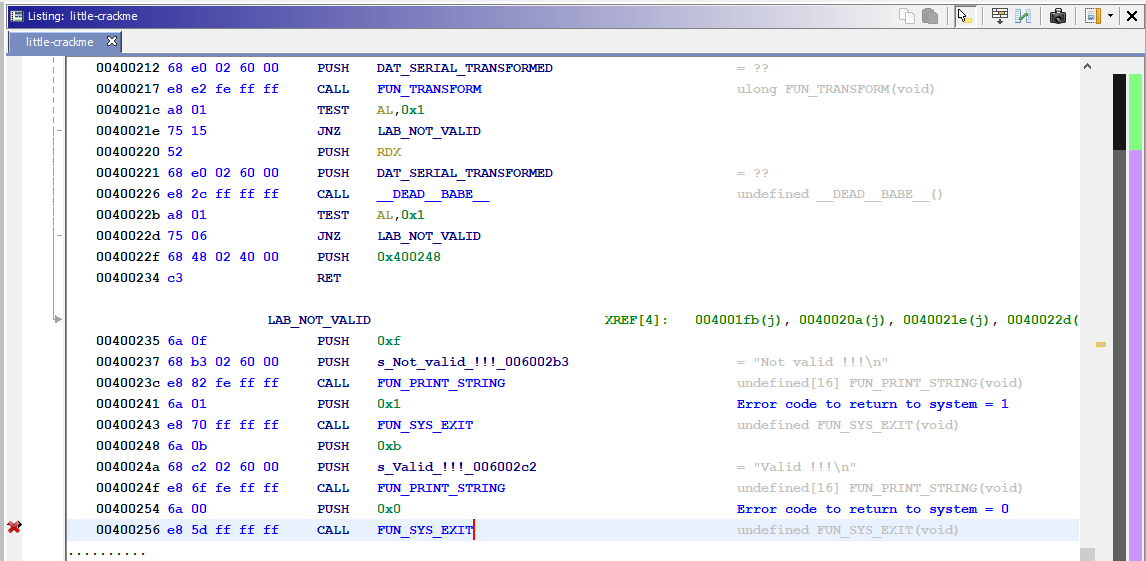 Listing: little-crackme
little-crackme
00400212 68 e0 02 60 00 PUSH DAT_SERIAL_TRANSFORMED = ??
00400217 e8 e2 fe ff ff CALL FUN_TRANSFORM ulong FUN_TRANSFORM(void)
0040021c a8 01 TEST AL,0x1
0040021e 75 15 JNZ LAB_NOT_VALID
00400220 52 PUSH RDX
00400221 68 e0 02 60 00 PUSH DAT_SERIAL_TRANSFORMED = ??
00400226 e8 2c ff ff ff CALL __DEAD__BABE__ undefined __DEAD__BABE__()
0040022b a8 01 TEST AL,0x1
0040022d 75 06 JNZ LAB_NOT_VALID
0040022f 68 48 02 40 00 PUSH 0x400248
00400234 c3 RET
LAB_NOT_VALID XREF[4]: 004001fb(j), 0040020a(j), 0040021e(j), 0040022d(
00400235 6a 0f PUSH 0xf
00400237 68 b3 02 60 00 PUSH s_Not_valid_!!!_006002b3 = "Not valid !!!\n"
0040023c e8 82 fe ff ff CALL FUN_PRINT_STRING undefined[16] FUN_PRINT_STRING(void)
00400241 6a 01 PUSH 0x1 Error code to return to system = 1
00400243 e8 70 ff ff ff CALL FUN_SYS_EXIT undefined FUN_SYS_EXIT(void)
00400248 6a 0b PUSH 0xb
0040024a 68 c2 02 60 00 PUSH s_Valid_!!!_006002c2 = "Valid !!!\n"
0040024f e8 6f fe ff ff CALL FUN_PRINT_STRING undefined[16] FUN_PRINT_STRING(void)
00400254 6a 00 PUSH 0x0 Error code to return to system = 0
00400256 e8 5d ff ff ff CALL FUN_SYS_EXIT undefined FUN_SYS_EXIT(void)
..........